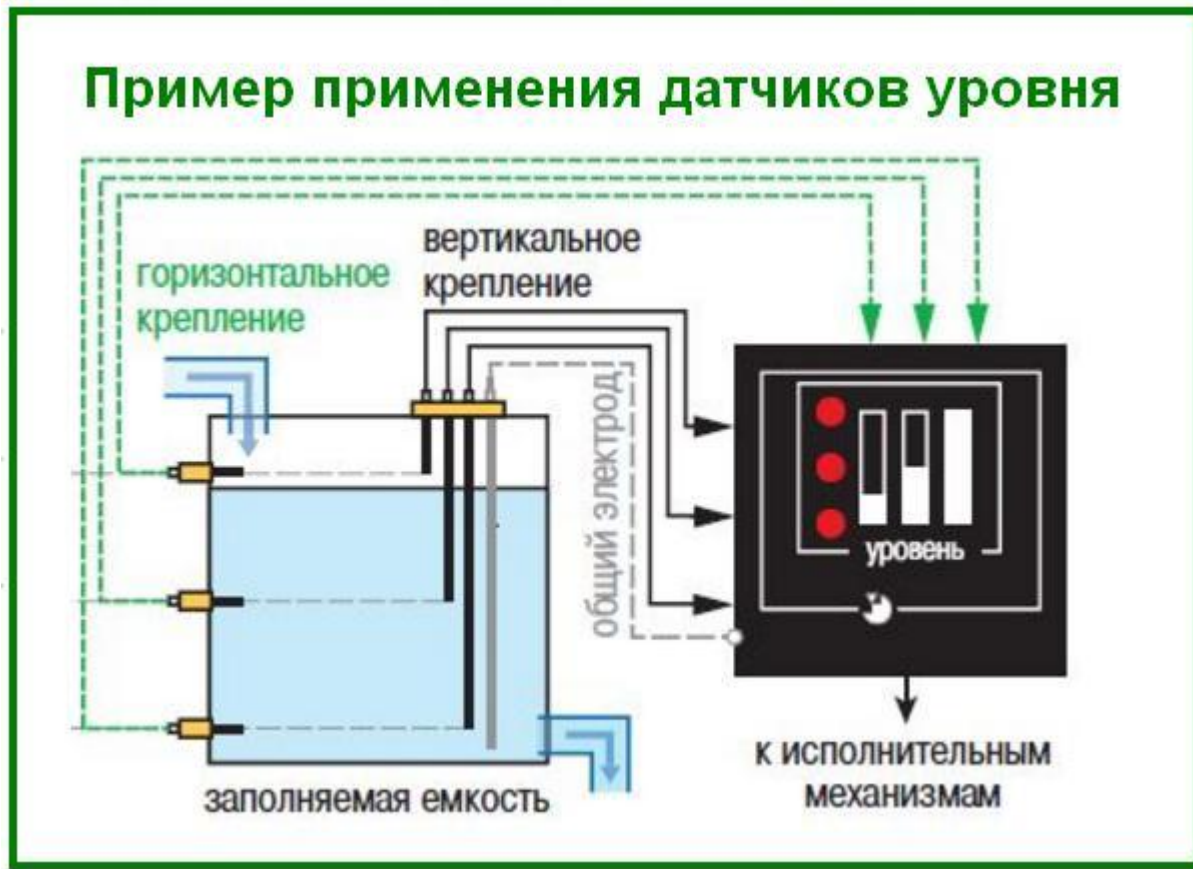 Пример применения датчиков уровня
вертикальное
крепление
горизонтальное
крепление
общий электрод
уровень
к исполнительным
механизмам
заполняемая емкость